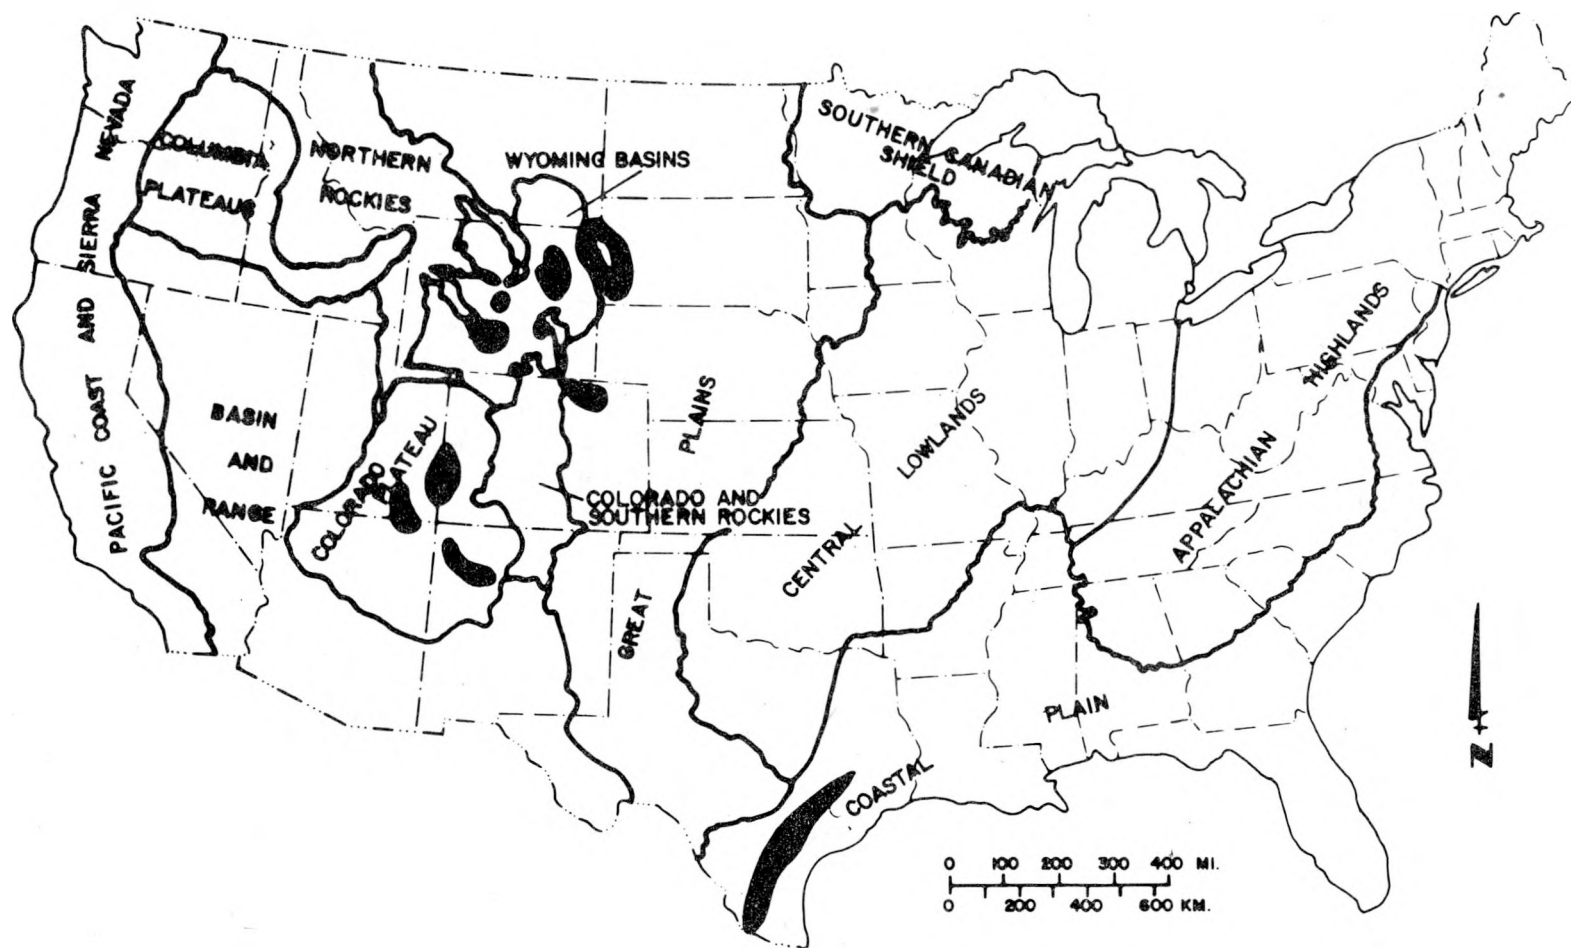 PACIFIC COAST AND SIERRA NEVADA
COLUMBIA
PLATEAUS
NORTHERN
ROCKIES
WYOMING BASINS
SOUTHERN CANADIAN
SHIELD
BASIN
AND
RANGE
COLORADO
PLATEAU
COLORADO AND
SOUTHERN ROCKIES
GREAT
PLAINS
CENTRAL
LOWLANDS
APPALACHIAN
HIGHLANDS
COASTAL
PLAIN
N
0 100 200 300 400 MI.
0 200 400 600 KM.